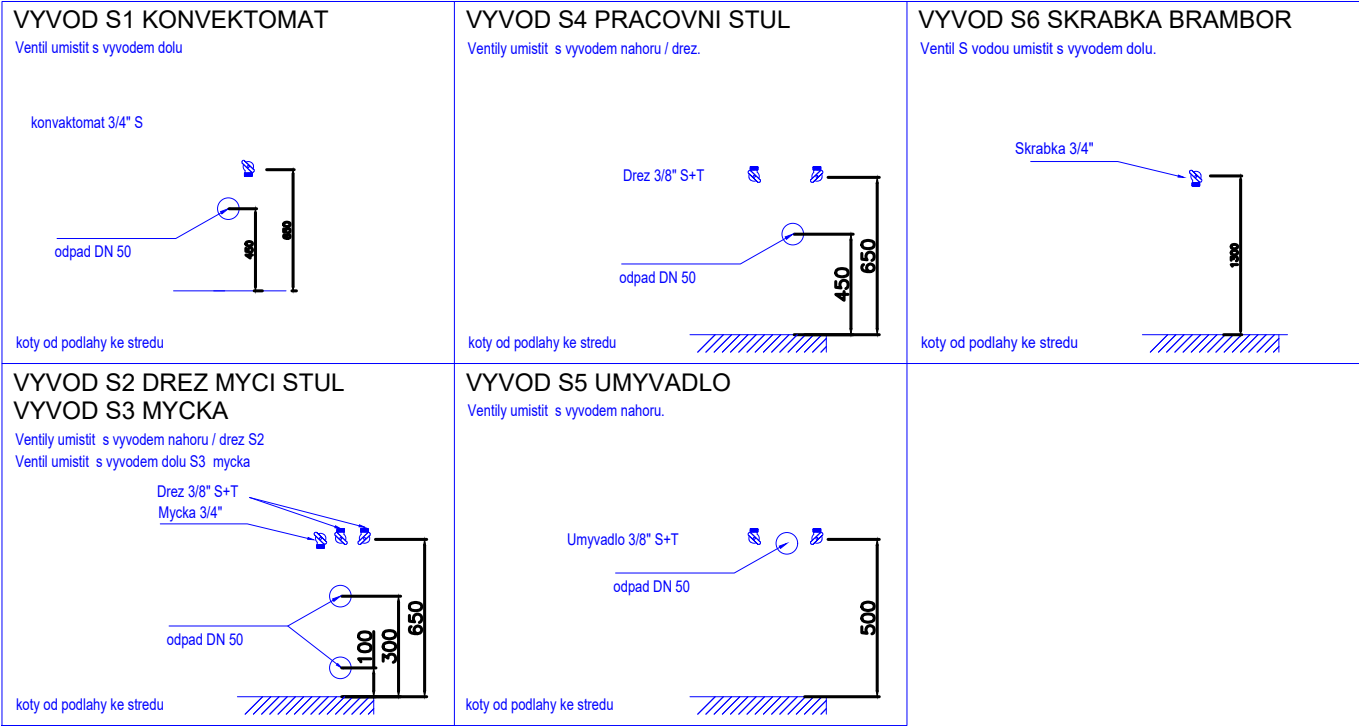 VYVOD S1 KONVEKTOMAT
Ventil umistit s vyvodem dolu
konvaktomat 3/4" S
odpad DN 50
450
650
koty od podlahy ke stredu
VYVOD S4 PRACOVNI STUL
Ventily umistit s vyvodem nahoru / drez.
Drez 3/8" S+T
odpad DN 50
450
650
koty od podlahy ke stredu
VYVOD S6 SKRABKA BRAMBOR
Ventil S vodou umistit s vyvodem dolu.
Skrabka 3/4"
1300
koty od podlahy ke stredu
VYVOD S2 DREZ MYCI STUL
VYVOD S3 MYCKA
Ventily umistit s vyvodem nahoru / drez S2
Ventil umistit s vyvodem dolu S3 mycka
Drez 3/8" S+T
Mycka 3/4"
odpad DN 50
100
300
650
koty od podlahy ke stredu
VYVOD S5 UMYVADLO
Ventily umistit s vyvodem nahoru.
Umyvadlo 3/8" S+T
odpad DN 50
500
koty od podlahy ke stredu